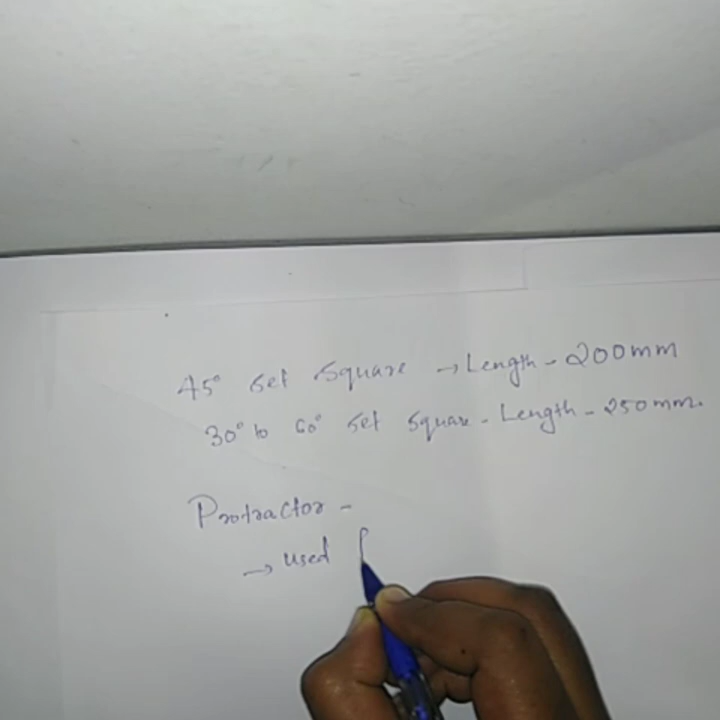 45° Set Square → Length - 200mm
30° to 60° Set Square - Length - 250mm.
Protractor -
→ used f